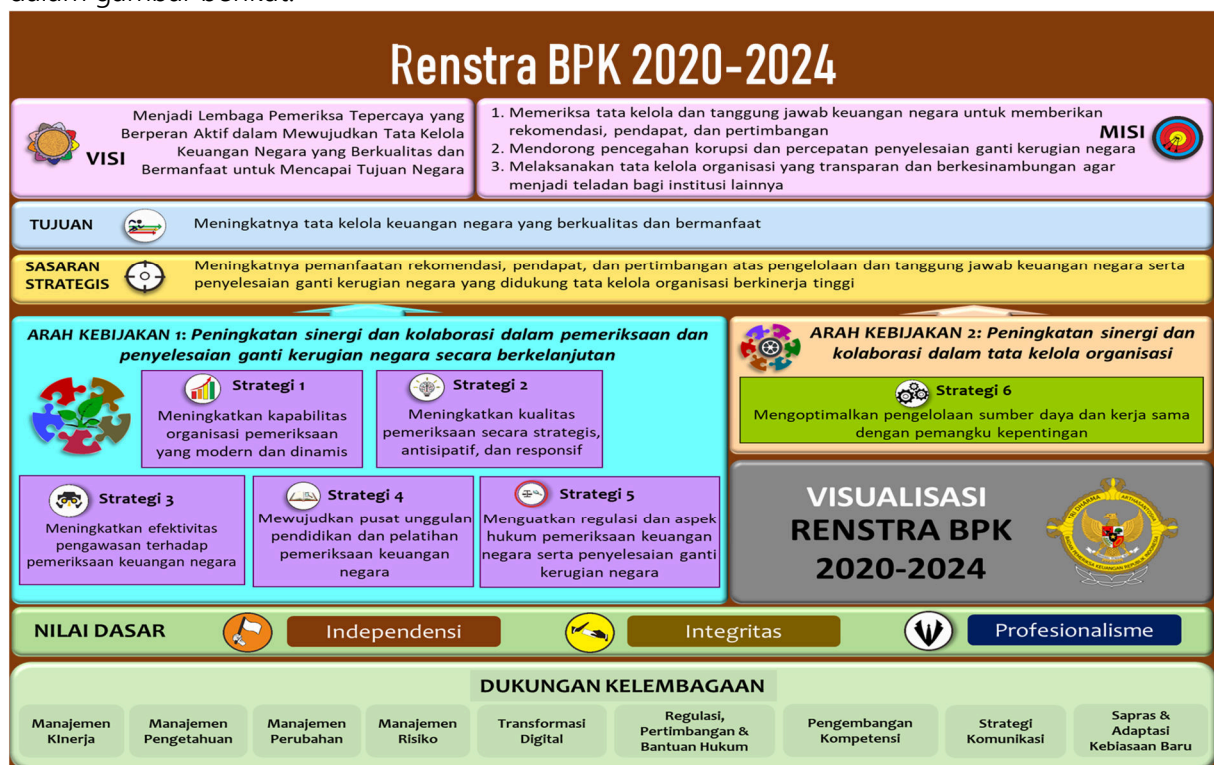 dalam gambar berikut.
Renstra BPK 2020-2024
VISI
Menjadi Lembaga Pemeriksa Tepercaya yang
Berperan Aktif dalam Mewujudkan Tata Kelola
Keuangan Negara yang Berkualitas dan
Bermanfaat untuk Mencapai Tujuan Negara
MISI
1. Memeriksa tata kelola dan tanggung jawab keuangan negara untuk memberikan
rekomendasi, pendapat, dan pertimbangan
2. Mendorong pencegahan korupsi dan percepatan penyelesaian ganti kerugian negara
3. Melaksanakan tata kelola organisasi yang transparan dan berkesinambungan agar
menjadi teladan bagi institusi lainnya
TUJUAN
Meningkatnya tata kelola keuangan negara yang berkualitas dan bermanfaat
SASARAN
STRATEGIS
Meningkatnya pemanfaatan rekomendasi, pendapat, dan pertimbangan atas pengelolaan dan tanggung jawab keuangan negara serta
penyelesaian ganti kerugian negara yang didukung tata kelola organisasi berkinerja tinggi
ARAH KEBIJAKAN 1: Peningkatan sinergi dan kolaborasi dalam pemeriksaan dan
penyelesaian ganti kerugian negara secara berkelanjutan
Strategi 1
Meningkatkan kapabilitas
organisasi pemeriksaan
yang modern dan dinamis
Strategi 2
Meningkatkan kualitas
pemeriksaan secara strategis,
antisipatif, dan responsif
Strategi 3
Meningkatkan efektivitas
pengawasan terhadap
pemeriksaan keuangan negara
Strategi 4
Mewujudkan pusat unggulan
pendidikan dan pelatihan
pemeriksaan keuangan
negara
Strategi 5
Menguatkan regulasi dan aspek
hukum pemeriksaan keuangan
negara serta penyelesaian ganti
kerugian negara
ARAH KEBIJAKAN 2: Peningkatan sinergi dan
kolaborasi dalam tata kelola organisasi
Strategi 6
Mengoptimalkan pengelolaan sumber daya dan kerja sama
dengan pemangku kepentingan
VISUALISASI
RENSTRA BPK
2020-2024
NILAI DASAR
Independensi
Integritas
Profesionalisme
DUKUNGAN KELEMBAGAAN
Manajemen
KInerja
Manajemen
Pengetahuan
Manajemen
Perubahan
Manajemen
Risiko
Transformasi
Digital
Regulasi,
Pertimbangan &
Bantuan Hukum
Pengembangan
Kompetensi
Strategi
Komunikasi
Sapras &
Adaptasi
Kebiasaan Baru